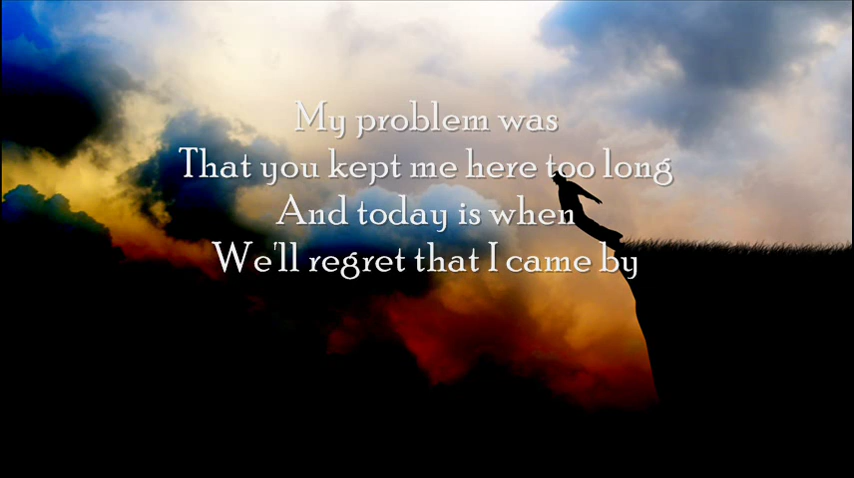 My problem was
That you kept me here too long
And today is when
We'll regret that I came by